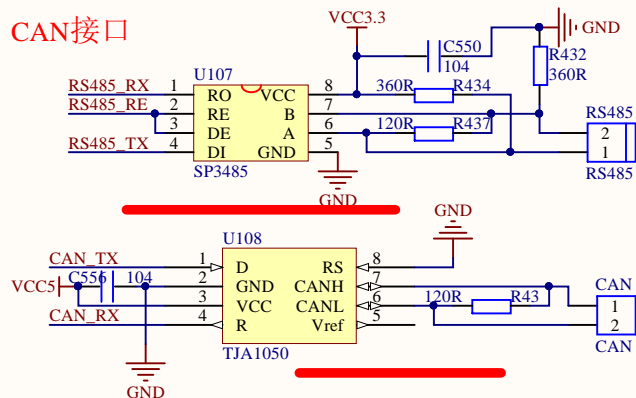 CAN接口
VCC3.3
GND
C550
104
R432
360R
U107
RS485_RX 1 RO VCC 8
360R R434
RS485_RE 2 RE B 7
RS485
3 DE A 6
120R R437
2
RS485_TX 4 DI GND 5
1
SP3485
RS485
GND
GND
U108
CAN_TX 1 D RS 8
VCC5 C556 104 2 GND CANH 7
CAN
3 VCC CANL 6
120R R43
1
CAN_RX 4 R Vref 5
2
TJA1050
CAN
GND